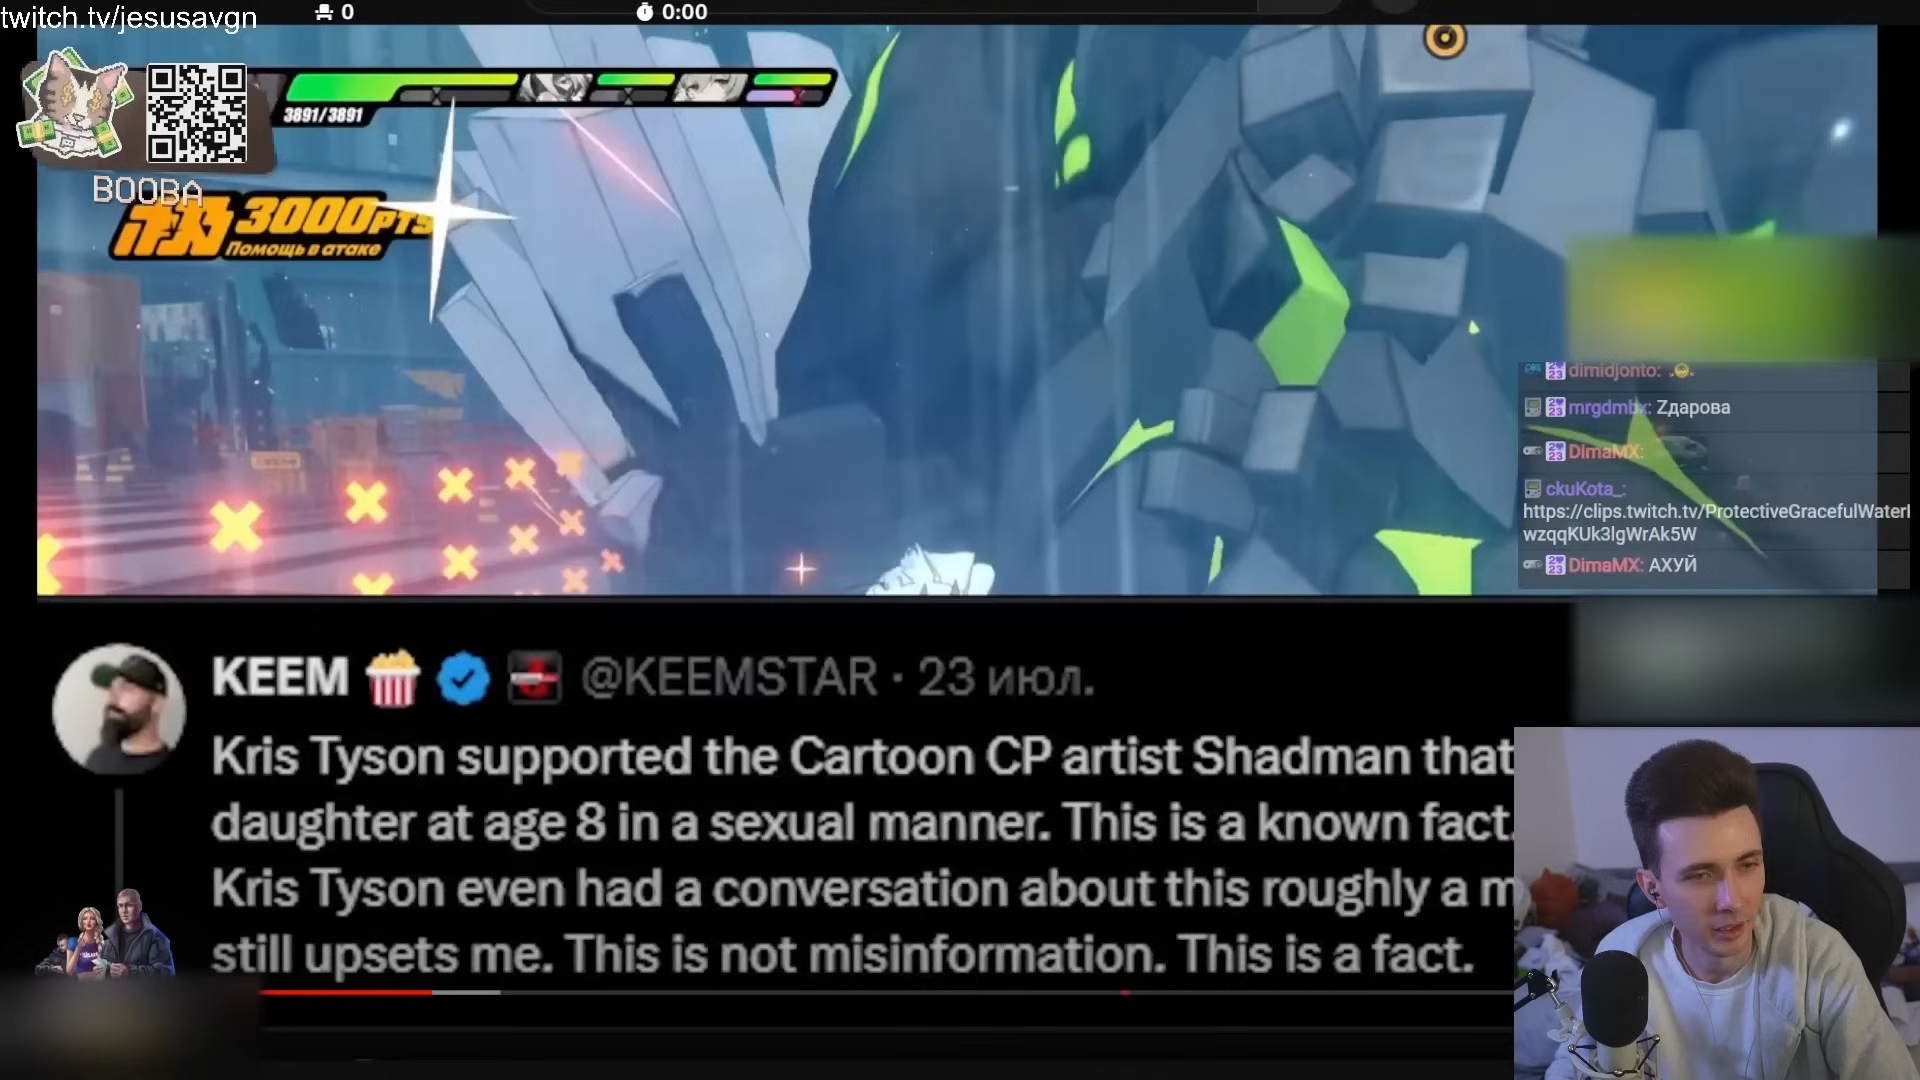 twitch.tv/jesusavgn
0
0:00
3891/3891
BOOBA
3000PTS
Помощь в атаке
dimidjonto:
mrgdmbx: Zдарова
DimaMX:
ckuKota_:
https://clips.twitch.tv/ProtectiveGracefulWaterl
wzqqKUk3lgWrAk5W
DimaMX: АХУЙ
KEEM @KEEMSTAR · 23 июл.
Kris Tyson supported the Cartoon CP artist Shadman that
daughter at age 8 in a sexual manner. This is a known fact.
Kris Tyson even had a conversation about this roughly a m
still upsets me. This is not misinformation. This is a fact.